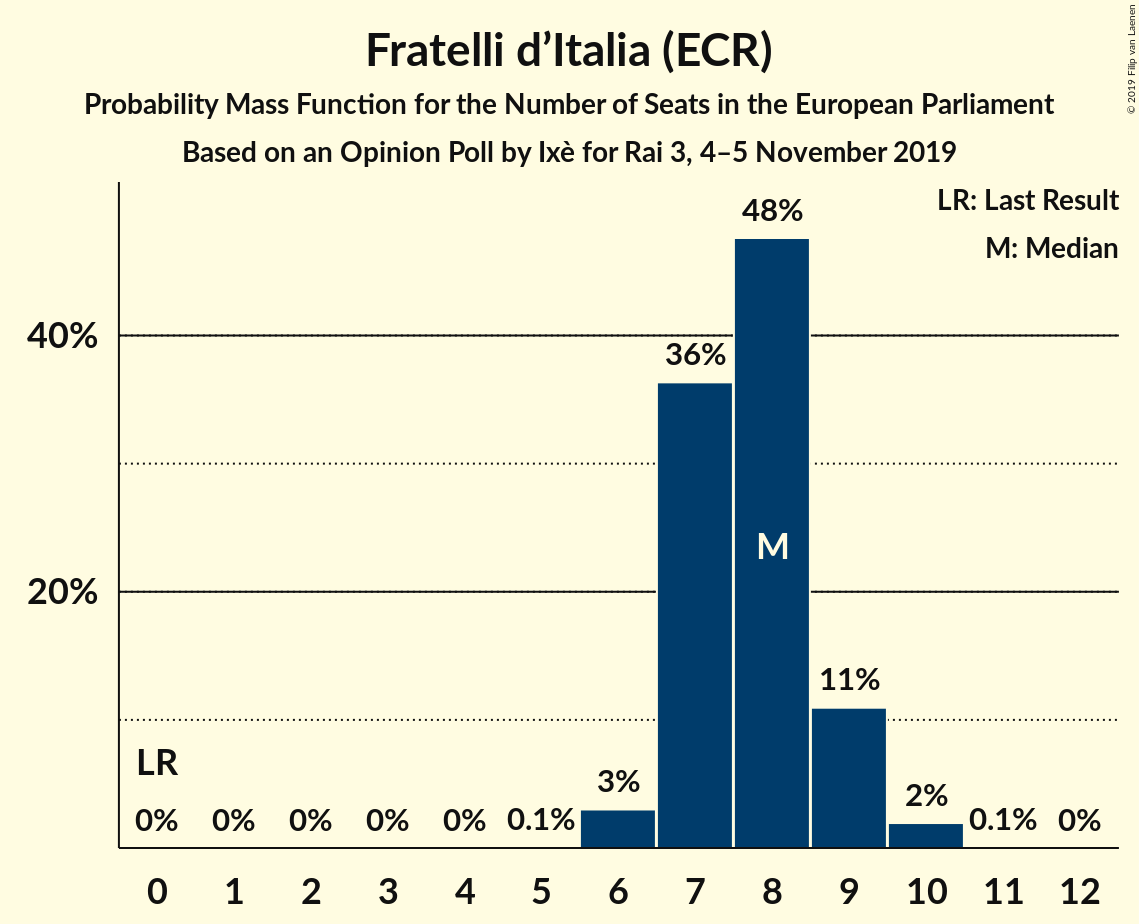 Fratelli d’Italia (ECR)
Probability Mass Function for the Number of Seats in the European Parliament
Based on an Opinion Poll by Ixè for Rai 3, 4–5 November 2019
© 2019 Filip van Laenen
LR: Last Result
M: Median
48%
40%
36%
M
20%
11%
LR
3%
2%
0% 0% 0% 0% 0% 0.1% 0.1% 0%
0 1 2 3 4 5 6 7 8 9 10 11 12